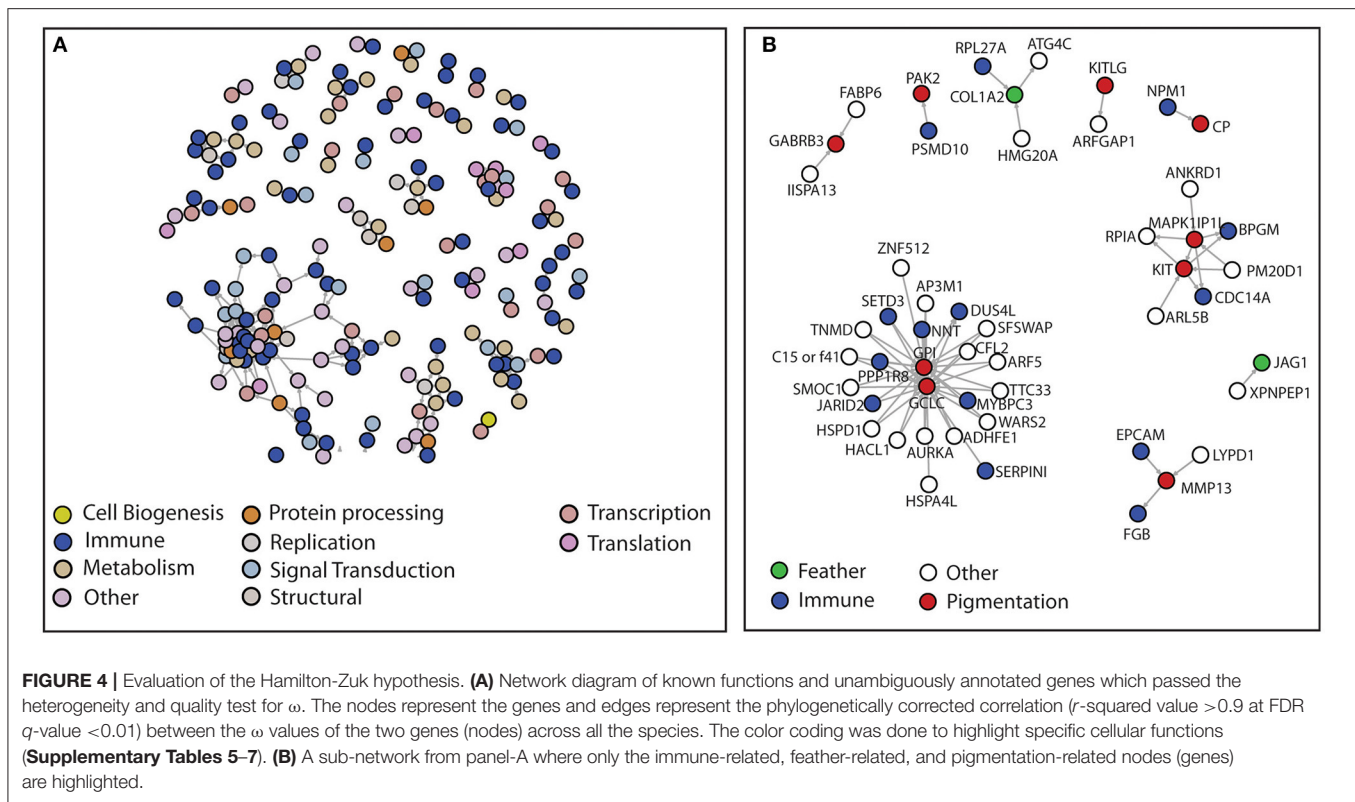 A
Cell Biogenesis
Immune
Metabolism
Other
Protein processing
Replication
Signal Transduction
Structural
Transcription
Translation
B
RPL27A
ATG4C
FABP6
PAK2
KITLG
COL1A2
NPM1
GABRB3
PSMD10
HMG20A
ARFGAP1
CP
IISPA13
ANKRD1
MAPK1IP1L
RPIA
BPGM
KIT
PM20D1
CDC14A
ARL5B
ZNF512
AP3M1
SETD3
DUS4L
TNMD
NNT
SFSWAP
C15 or f41
GPI
CFL2
ARF5
PPP1R8
SMOC1
GCLC
TTC33
JARID2
MYBPC3
WARS2
HSPD1
ADHFE1
HACL1
AURKA
SERPINI
HSPA4L
JAG1
XPNPEP1
EPCAM
LYPD1
MMP13
FGB
Feather
Immune
Other
Pigmentation
FIGURE 4 | Evaluation of the Hamilton-Zuk hypothesis. (A) Network diagram of known functions and unambiguously annotated genes which passed the
heterogeneity and quality test for ω. The nodes represent the genes and edges represent the phylogenetically corrected correlation (r-squared value >0.9 at FDR
q-value <0.01) between the ω values of the two genes (nodes) across all the species. The color coding was done to highlight specific cellular functions
(Supplementary Tables 5–7). (B) A sub-network from panel-A where only the immune-related, feather-related, and pigmentation-related nodes (genes)
are highlighted.